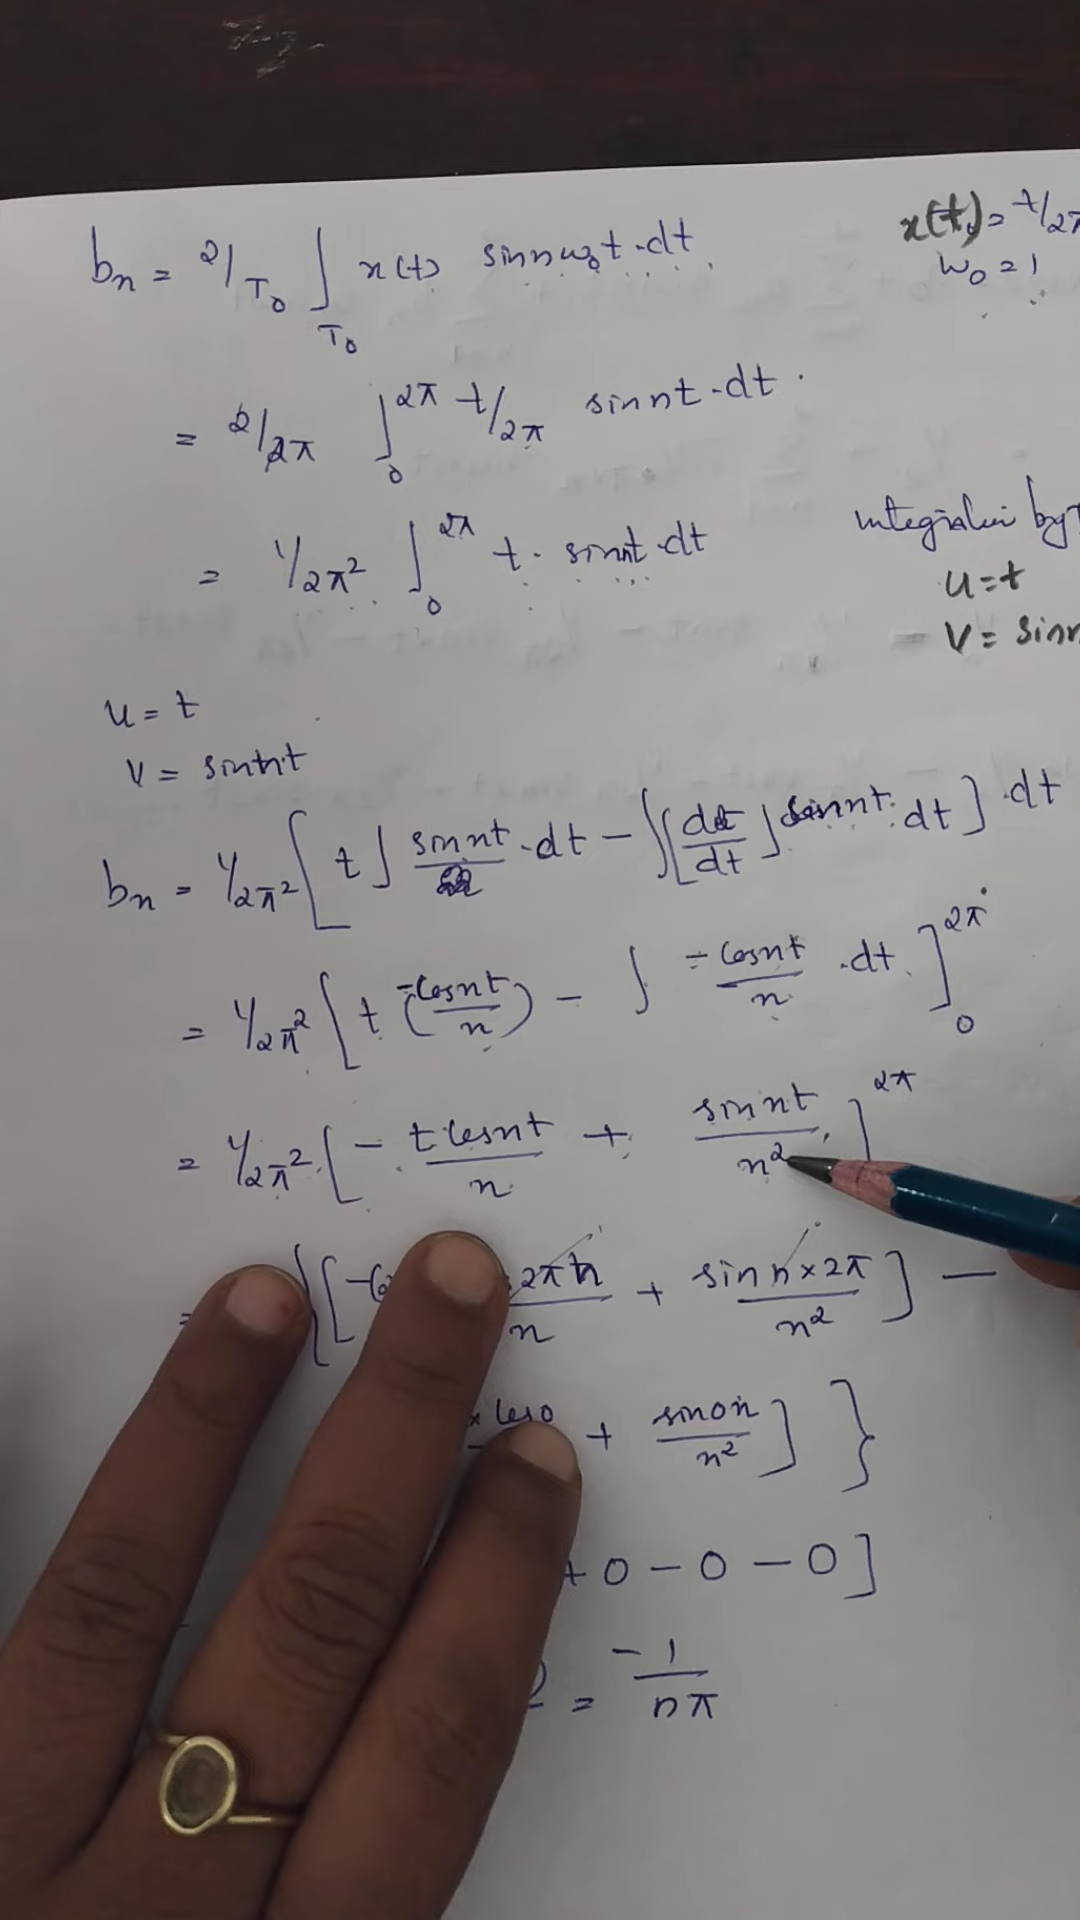 bn = 2/T₀ ∫T₀ x(t) sin nω₀t·dt
x(t) = t/2π
ω₀ = 1
= 2/2π ∫₀^2π t/2π sin nt·dt
= 1/2π² ∫₀^2π t· sin nt·dt
by
u = t
v = sin
u = t
v = sin nt
bn = 1/2π² [ t ∫ sin nt ·dt − ∫[ dt/dt ∫ sin nt· dt ]·dt
= 1/2π² [ t (-cos nt/n) − ∫ -cos nt/n ·dt ]₀^2π
= 1/2π² [ - t cos nt/n + sin nt/n² ]^2π
2πn/n + sin n×2π/n² ] −
× cos0 + sin0n/n² ] }
+ 0 − 0 − 0 ]
= -1/nπ